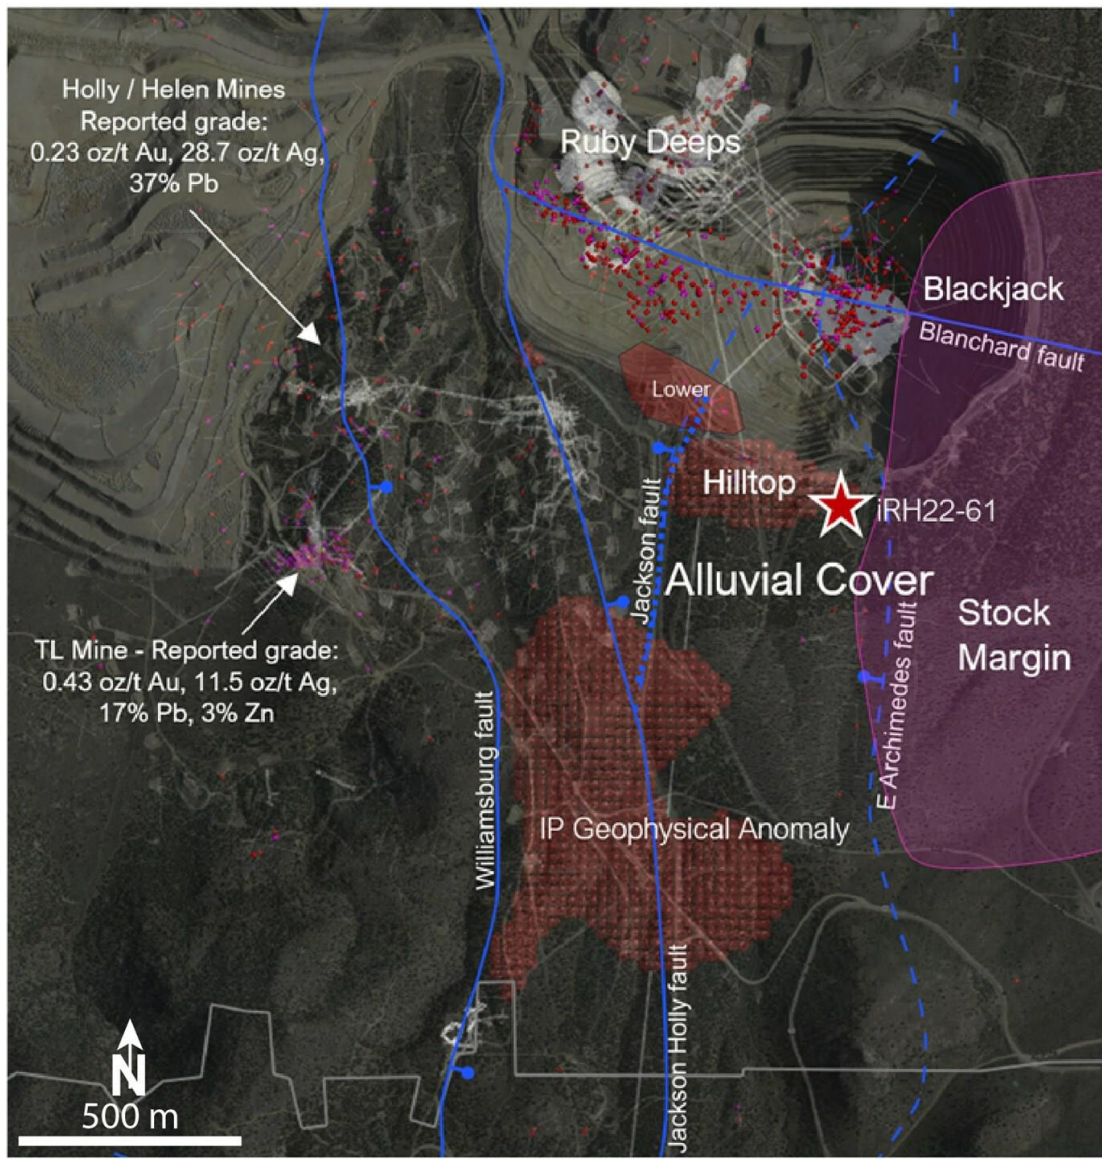 Holly / Helen Mines
Reported grade:
0.23 oz/t Au, 28.7 oz/t Ag,
37% Pb
Ruby Deeps
Blackjack
Blanchard fault
Lower
Hilltop
iRH22-61
Jackson fault
Alluvial Cover
Stock
Margin
TL Mine - Reported grade:
0.43 oz/t Au, 11.5 oz/t Ag,
17% Pb, 3% Zn
E Archimedes fault
Williamsburg fault
IP Geophysical Anomaly
Jackson Holly fault
N
500 m